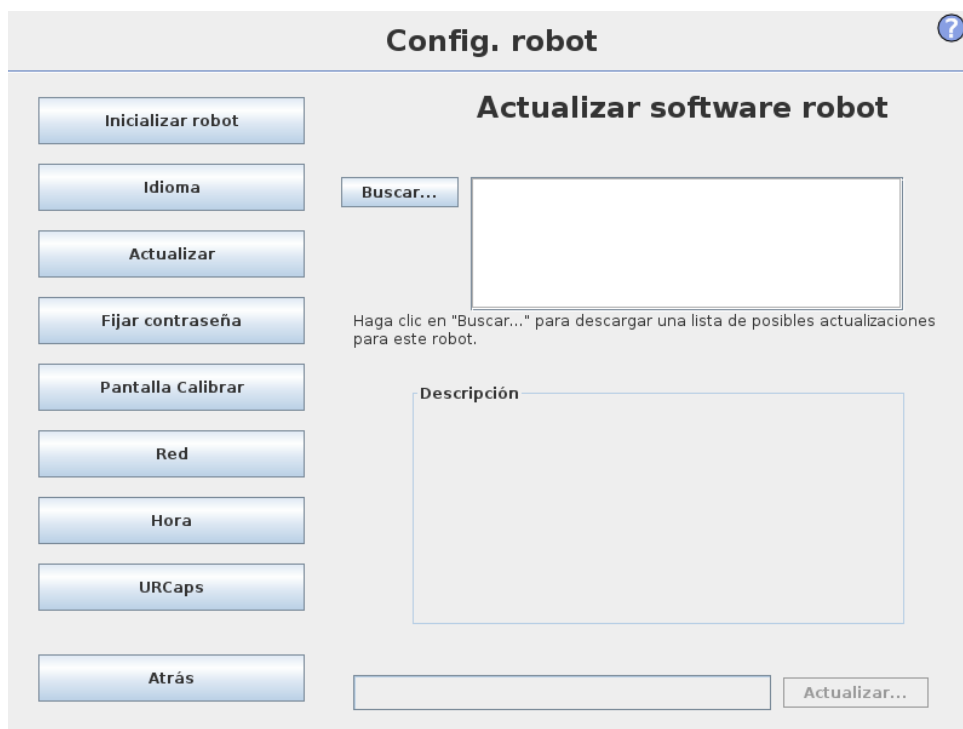 Config. robot
?
Inicializar robot
Idioma
Actualizar
Fijar contraseña
Pantalla Calibrar
Red
Hora
URCaps
Atrás
Actualizar software robot
Buscar...
Haga clic en "Buscar..." para descargar una lista de posibles actualizaciones
para este robot.
Descripción
Actualizar...